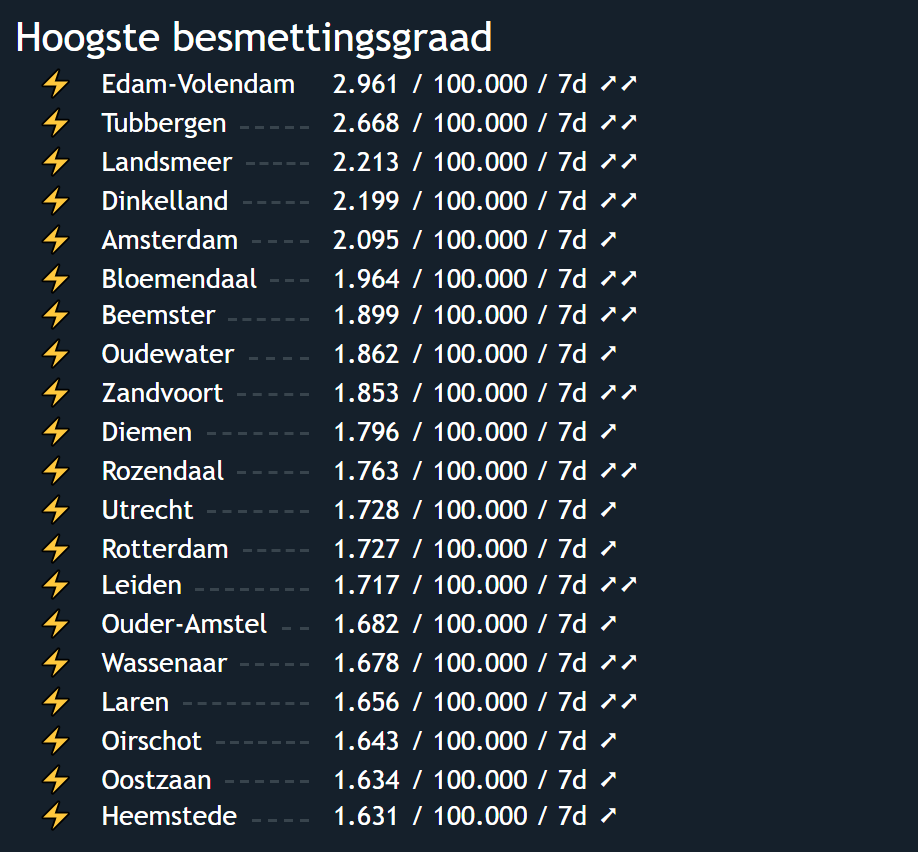 Hoogste besmettingsgraad
⚡ Edam-Volendam 2.961 / 100.000 / 7d ➚➚
⚡ Tubbergen ----- 2.668 / 100.000 / 7d ➚➚
⚡ Landsmeer ----- 2.213 / 100.000 / 7d ➚➚
⚡ Dinkelland ----- 2.199 / 100.000 / 7d ➚➚
⚡ Amsterdam ---- 2.095 / 100.000 / 7d ➚
⚡ Bloemendaal --- 1.964 / 100.000 / 7d ➚➚
⚡ Beemster ------ 1.899 / 100.000 / 7d ➚➚
⚡ Oudewater ---- 1.862 / 100.000 / 7d ➚
⚡ Zandvoort ----- 1.853 / 100.000 / 7d ➚➚
⚡ Diemen ------- 1.796 / 100.000 / 7d ➚
⚡ Rozendaal ----- 1.763 / 100.000 / 7d ➚➚
⚡ Utrecht ------- 1.728 / 100.000 / 7d ➚
⚡ Rotterdam ----- 1.727 / 100.000 / 7d ➚
⚡ Leiden -------- 1.717 / 100.000 / 7d ➚➚
⚡ Ouder-Amstel -- 1.682 / 100.000 / 7d ➚
⚡ Wassenaar ----- 1.678 / 100.000 / 7d ➚➚
⚡ Laren --------- 1.656 / 100.000 / 7d ➚➚
⚡ Oirschot ------- 1.643 / 100.000 / 7d ➚
⚡ Oostzaan ------ 1.634 / 100.000 / 7d ➚
⚡ Heemstede ---- 1.631 / 100.000 / 7d ➚